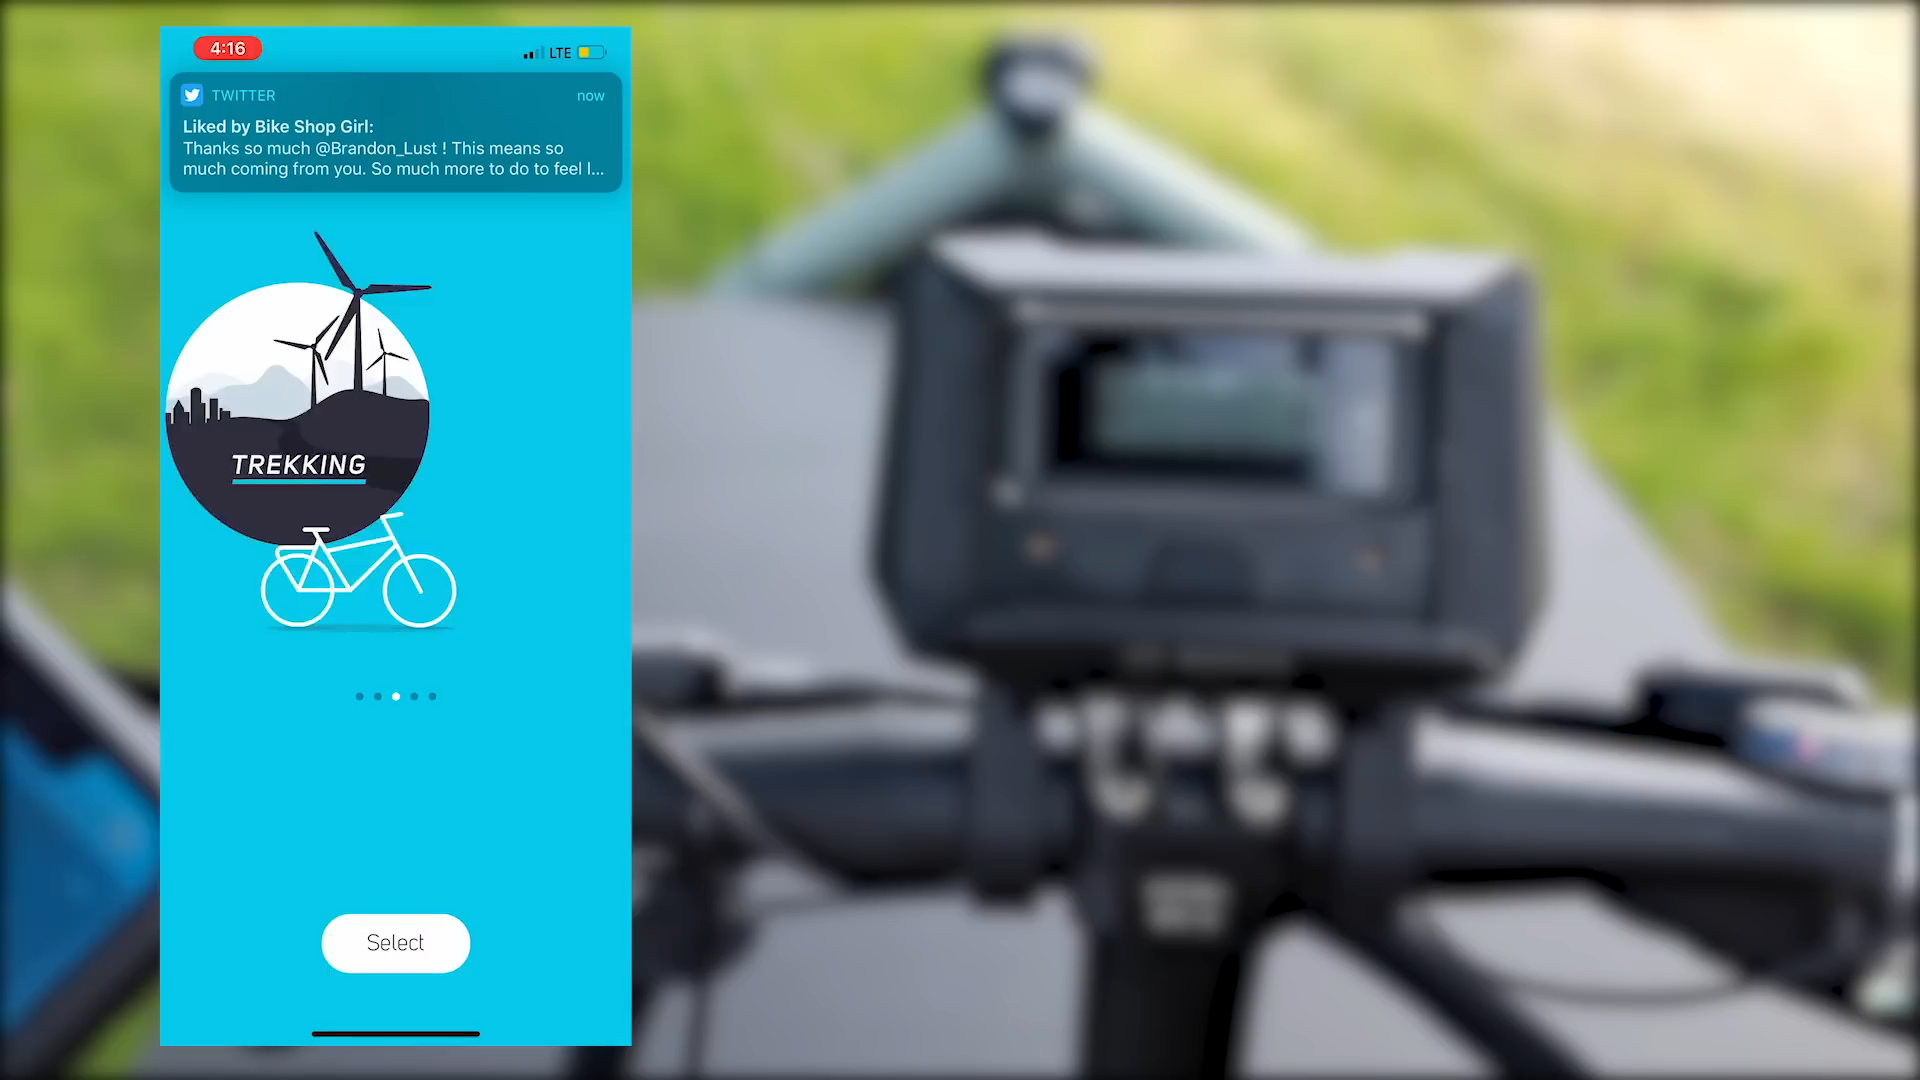 4:16
LTE
TWITTER
now
Liked by Bike Shop Girl:
Thanks so much @Brandon_Lust ! This means so
much coming from you. So much more to do to feel l...
TREKKING
Select